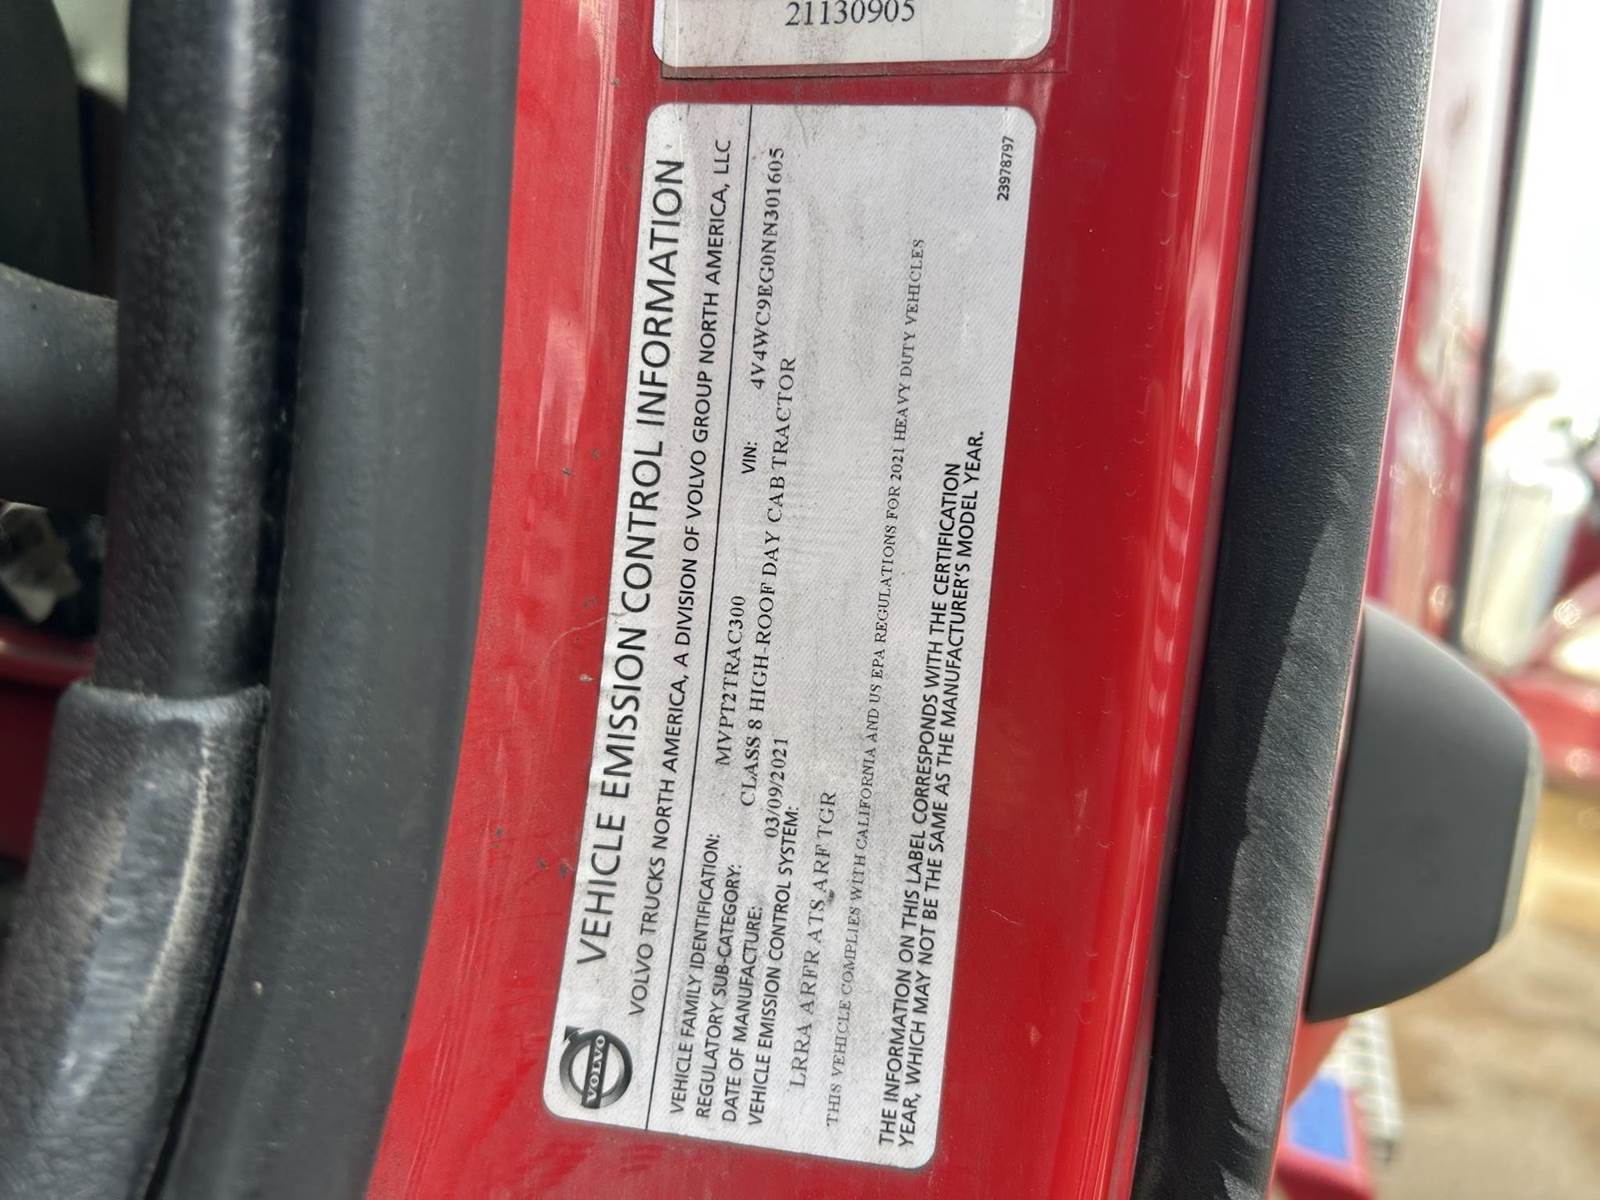 21130905
VOLVO
VEHICLE EMISSION CONTROL INFORMATION
VOLVO TRUCKS NORTH AMERICA, A DIVISION OF VOLVO GROUP NORTH AMERICA, LLC
VEHICLE FAMILY IDENTIFICATION: MVPT2TRAC300 VIN: 4V4WC9EG0NN301605
REGULATORY SUB-CATEGORY: CLASS 8 HIGH-ROOF DAY CAB TRACTOR
DATE OF MANUFACTURE: 03/09/2021
VEHICLE EMISSION CONTROL SYSTEM:
LRRA ARFR ATS ARF TGR
THIS VEHICLE COMPLIES WITH CALIFORNIA AND US EPA REGULATIONS FOR 2021 HEAVY DUTY VEHICLES
THE INFORMATION ON THIS LABEL CORRESPONDS WITH THE CERTIFICATION
YEAR, WHICH MAY NOT BE THE SAME AS THE MANUFACTURER'S MODEL YEAR.
23978797